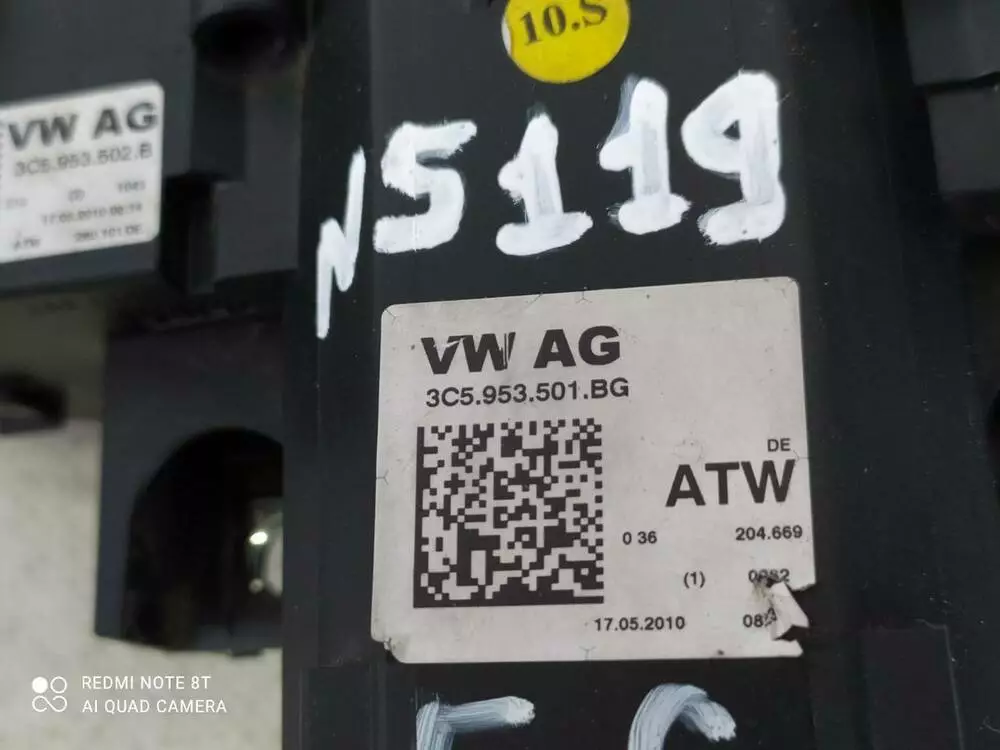 10.S
N5119
VW AG
3C5.953.502.B
VW AG
3C5.953.501.BG
DE
ATW
0 36 204.669
(1)
17.05.2010
REDMI NOTE 8T
AI QUAD CAMERA